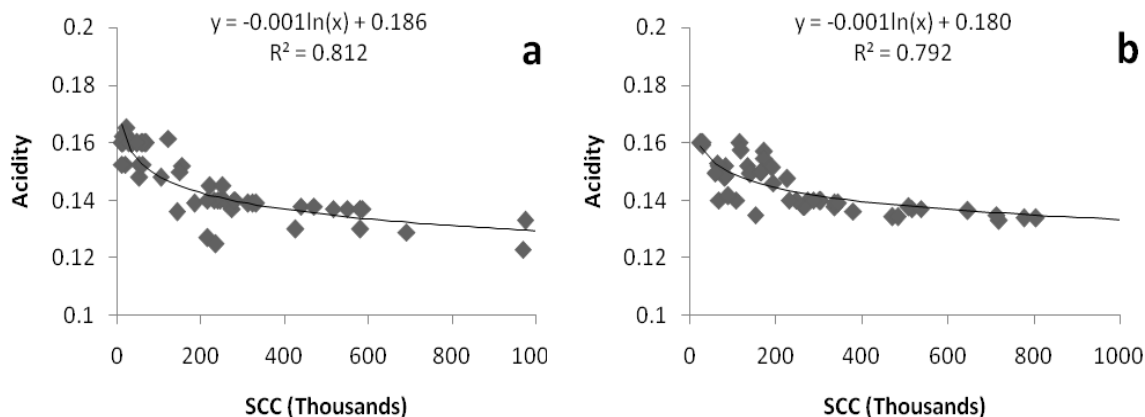 y = -0.001ln(x) + 0.186
R² = 0.812
a
0.2
0.18
0.16
0.14
0.12
0.1
Acidity
0 200 400 600 800 100
SCC (Thousands)
y = -0.001ln(x) + 0.180
R² = 0.792
b
0.2
0.18
0.16
0.14
0.12
0.1
Acidity
0 200 400 600 800 1000
SCC (Thousands)